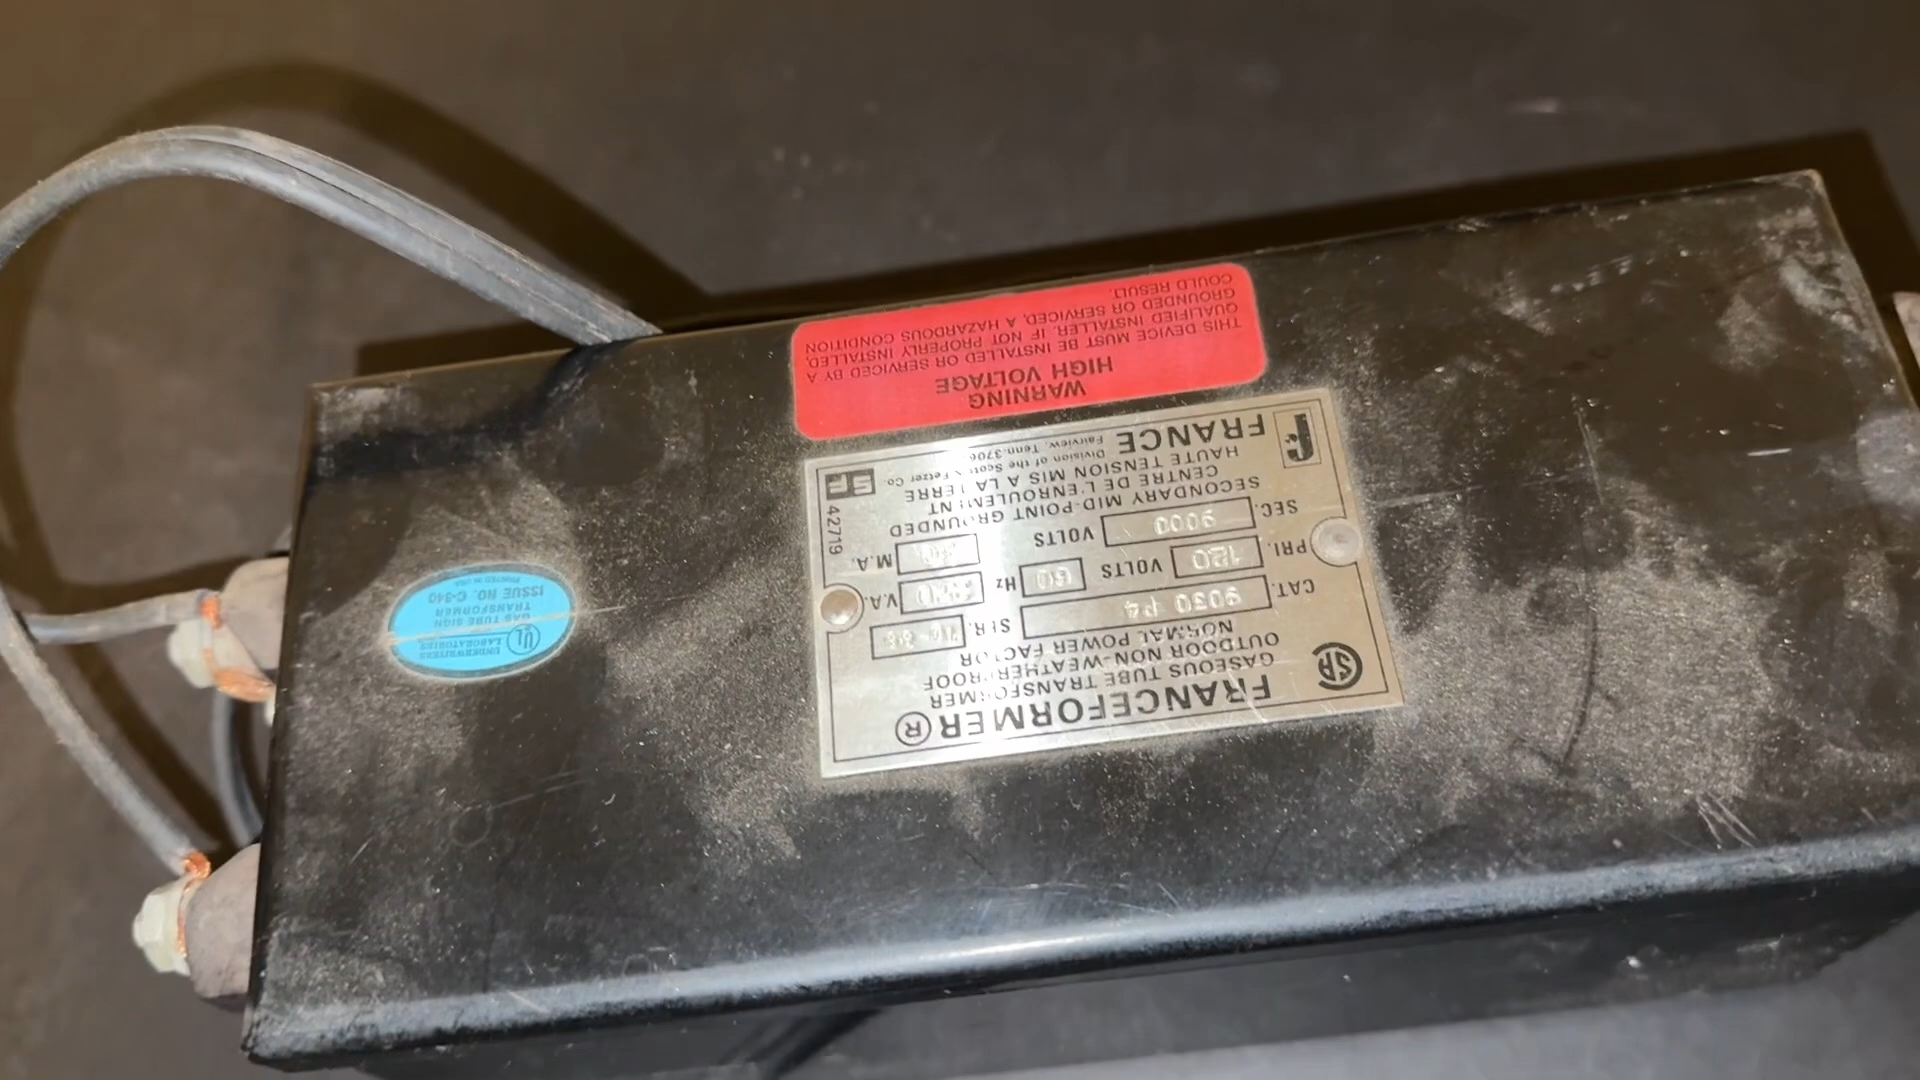 WARNING
HIGH VOLTAGE
THIS DEVICE MUST BE INSTALLED OR SERVICED BY A
QUALIFIED INSTALLER. IF NOT PROPERLY INSTALLED,
GROUNDED OR SERVICED, A HAZARDOUS CONDITION
COULD RESULT.
FRANCEFORMER®
GASEOUS TUBE TRANSFORMER
OUTDOOR NON-WEATHERPROOF
NORMAL POWER FACTOR
CAT. 9030 P4 SER.
PRI. 120 VOLTS 60 Hz V.A.
SEC. 9000 VOLTS M.A.
SECONDARY MID-POINT GROUNDED
CENTRE DE L'ENROULEMENT
HAUTE TENSION MIS A LA TERRE
FRANCE
Division of the Scott & Fetzer Co.
Fairview, Tenn.
42719
UNDERWRITERS
LABORATORIES
UL
GAS TUBE SIGN
TRANSFORMER
ISSUE NO. C-340
PRINTED IN USA